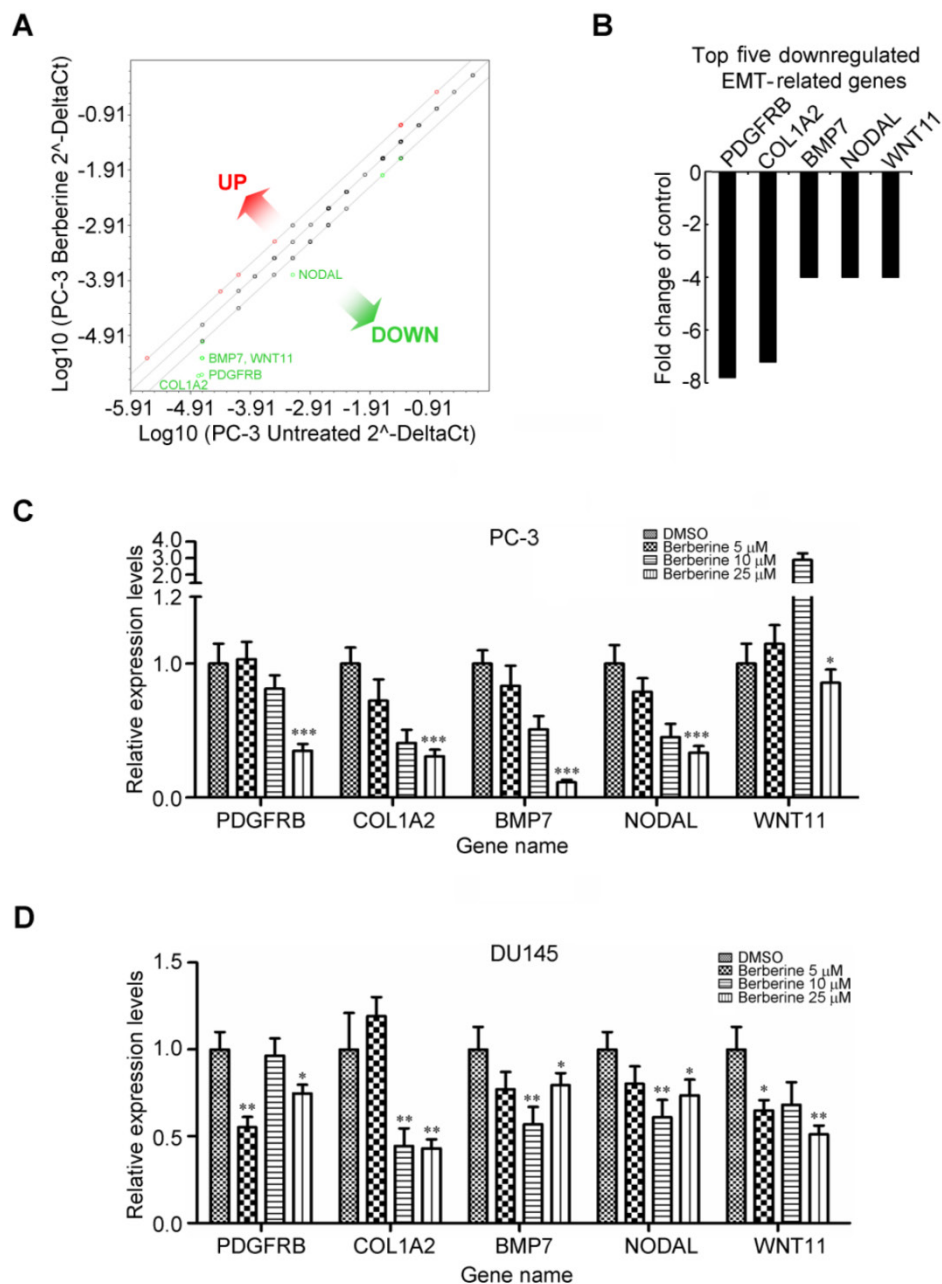 A
Log10 (PC-3 Berberine 2^-DeltaCt)
-0.91
-1.91
-2.91
-3.91
-4.91
UP
NODAL
DOWN
BMP7, WNT11
PDGFRB
COL1A2
-5.91 -4.91 -3.91 -2.91 -1.91 -0.91
Log10 (PC-3 Untreated 2^-DeltaCt)
B
Top five downregulated
EMT-related genes
PDGFRB
COL1A2
BMP7
NODAL
WNT11
Fold change of control
0
-2
-4
-6
-8
C
PC-3
DMSO
Berberine 5 μM
Berberine 10 μM
Berberine 25 μM
Relative expression levels
4.0
3.0
2.0
1.2
1.0
0.0
***
***
***
***
*
PDGFRB COL1A2 BMP7 NODAL WNT11
Gene name
D
DU145
DMSO
Berberine 5 μM
Berberine 10 μM
Berberine 25 μM
Relative expression levels
1.5
1.0
0.5
0.0
** *
** **
** *
** *
* **
PDGFRB COL1A2 BMP7 NODAL WNT11
Gene name